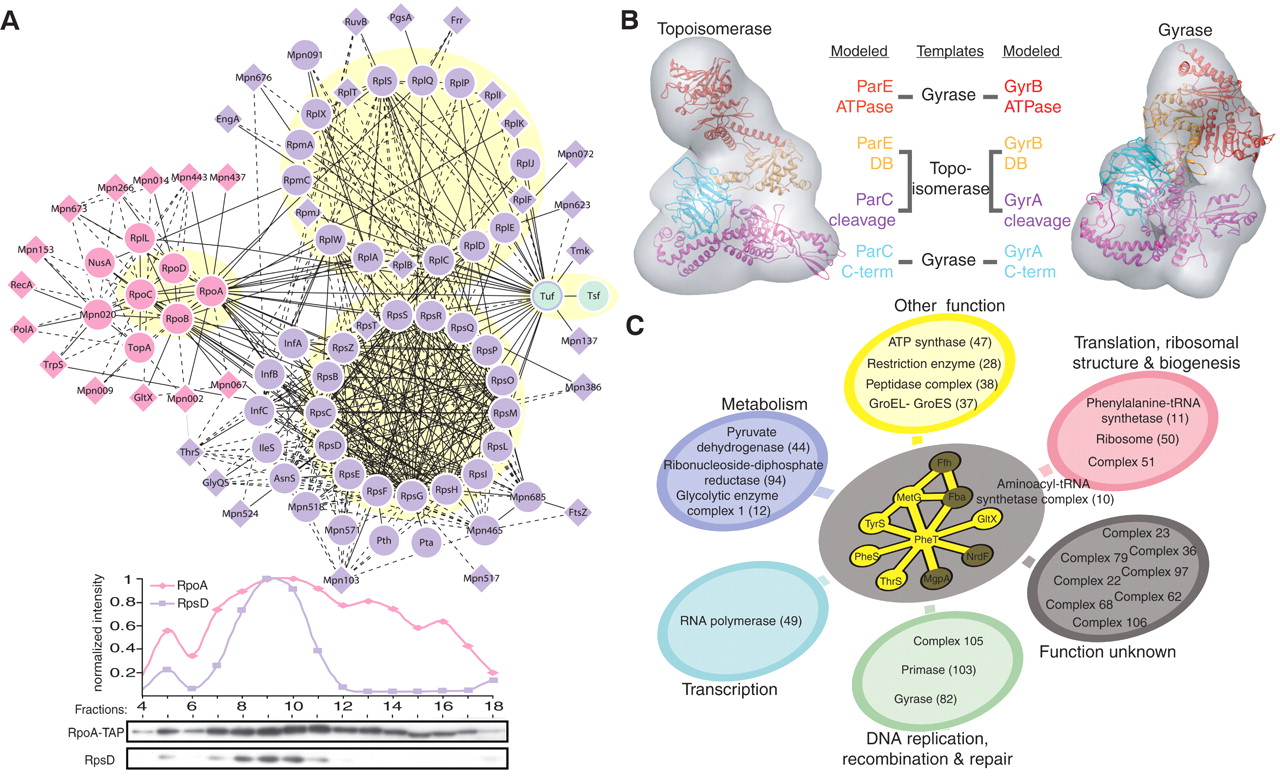 A
RuvB
PgsA
Frr
Mpn091
Mpn676
RplT
RplS
RplQ
RplP
RplI
EngA
RplX
RplK
RpmA
RplJ
Mpn072
RpmC
Mpn014
Mpn443
Mpn437
Mpn266
Mpn673
RplF
Mpn623
RpmJ
RplE
RplW
RplD
RplL
Mpn153
NusA
RpoD
RplA
RplB
RplC
Tmk
RecA
RpoC
RpoA
Tuf
Tsf
Mpn020
RpoB
RpsT
RpsS
RpsR
RpsQ
PolA
TopA
InfA
RpsZ
RpsP
Mpn137
TrpS
InfB
RpsB
RpsO
Mpn386
Mpn009
GltX
Mpn002
Mpn067
InfC
RpsC
RpsM
ThrS
IleS
RpsD
RpsL
GlyQS
AsnS
RpsE
RpsF
RpsG
RpsH
RpsI
Mpn685
Mpn524
Mpn518
Mpn571
Pth
Pta
Mpn465
FtsZ
Mpn103
Mpn517
normalized intensity
1
0.8
0.6
0.4
0.2
RpoA
RpsD
Fractions:
4 6 8 10 12 14 16 18
RpoA-TAP
RpsD
B
Topoisomerase
Gyrase
Modeled Templates Modeled
ParE
ATPase
Gyrase
GyrB
ATPase
ParE
DB
GyrB
DB
Topo-
isomerase
ParC
cleavage
GyrA
cleavage
ParC
C-term
Gyrase
GyrA
C-term
C
Other function
ATP synthase (47)
Restriction enzyme (28)
Peptidase complex (38)
GroEL- GroES (37)
Translation, ribosomal
structure & biogenesis
Phenylalanine-tRNA
synthetase (11)
Ribosome (50)
Complex 51
Metabolism
Pyruvate
dehydrogenase (44)
Ribonucleoside-diphosphate
reductase (94)
Glycolytic enzyme
complex 1 (12)
Aminoacyl-tRNA
synthetase complex (10)
Ffh
MetG
Fba
TyrS
GltX
PheT
PheS
NrdF
ThrS
MgpA
Complex 23
Complex 79
Complex 36
Complex 22
Complex 97
Complex 68
Complex 62
Complex 106
Function unknown
RNA polymerase (49)
Transcription
Complex 105
Primase (103)
Gyrase (82)
DNA replication,
recombination & repair